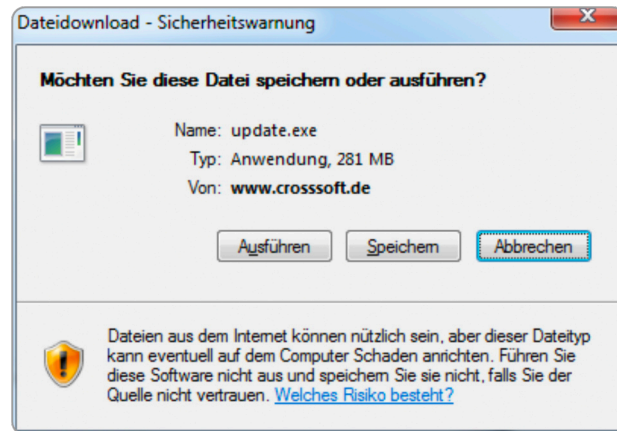 Dateidownload - Sicherheitswarnung
Möchten Sie diese Datei speichern oder ausführen?
Name: update.exe
Typ: Anwendung, 281 MB
Von: www.crosssoft.de
Ausführen Speichern Abbrechen
Dateien aus dem Internet können nützlich sein, aber dieser Dateityp
kann eventuell auf dem Computer Schaden anrichten. Führen Sie
diese Software nicht aus und speichern Sie sie nicht, falls Sie der
Quelle nicht vertrauen. Welches Risiko besteht?